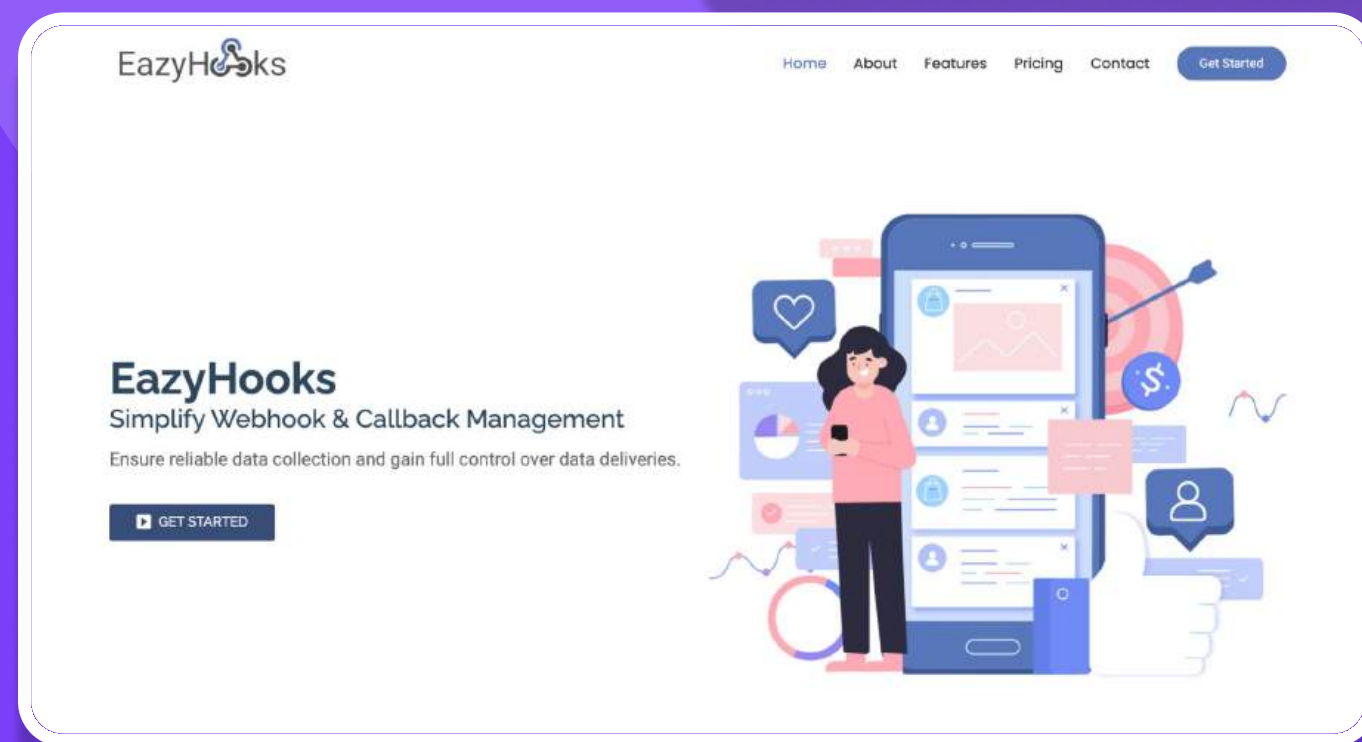 EazyHooks
Home About Features Pricing Contact Get Started
EazyHooks
Simplify Webhook & Callback Management
Ensure reliable data collection and gain full control over data deliveries.
GET STARTED